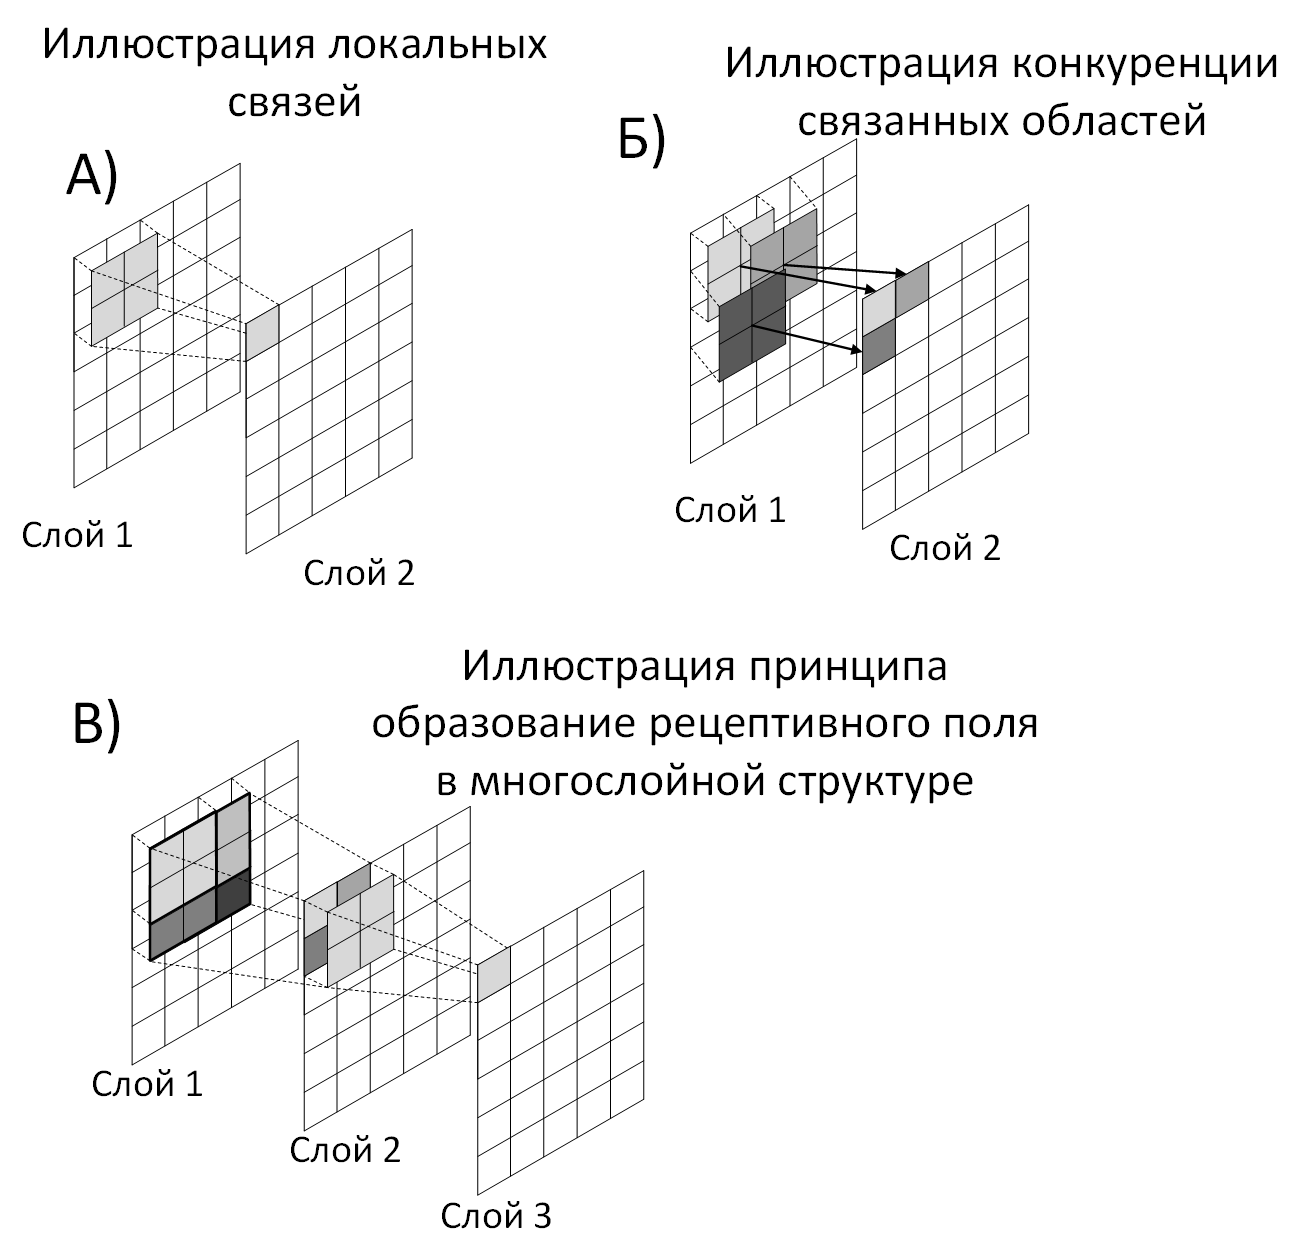 Иллюстрация локальных
связей
А)
Слой 1
Слой 2
Иллюстрация конкуренции
связанных областей
Б)
Слой 1
Слой 2
Иллюстрация принципа
образование рецептивного поля
в многослойной структуре
В)
Слой 1
Слой 2
Слой 3